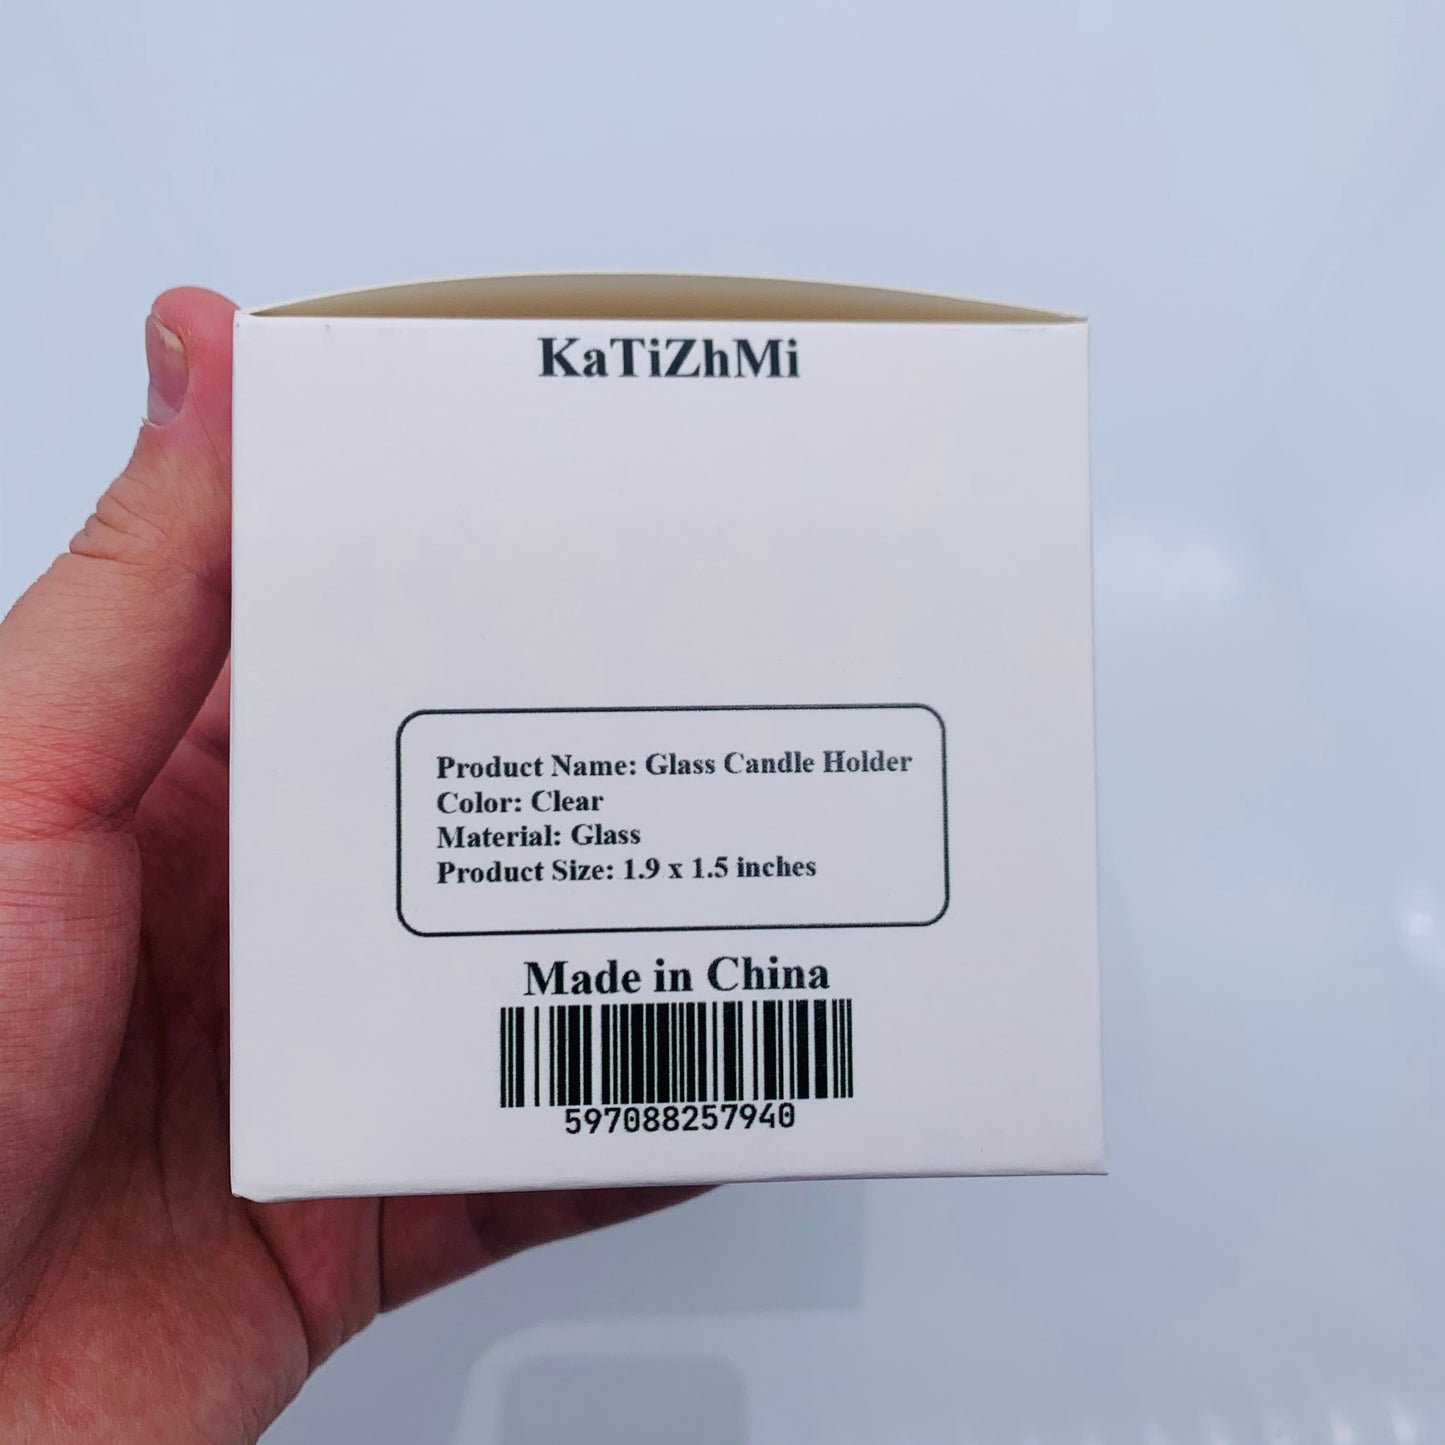 KaTiZhMi
Product Name: Glass Candle Holder
Color: Clear
Material: Glass
Product Size: 1.9 x 1.5 inches
Made in China
597088257940